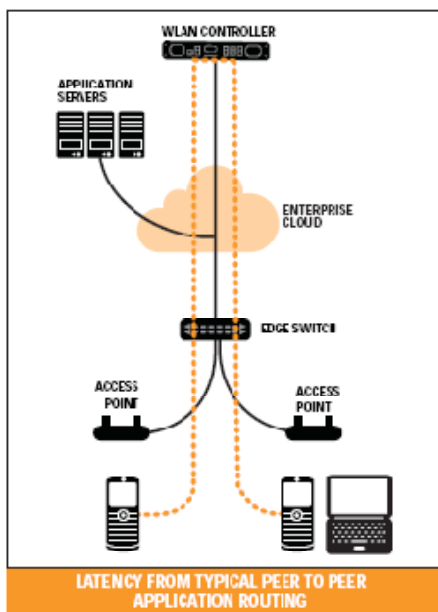 WLAN CONTROLLER
APPLICATION
SERVERS
ENTERPRISE
CLOUD
EDGE SWITCH
ACCESS
POINT
ACCESS
POINT
LATENCY FROM TYPICAL PEER TO PEER
APPLICATION ROUTING